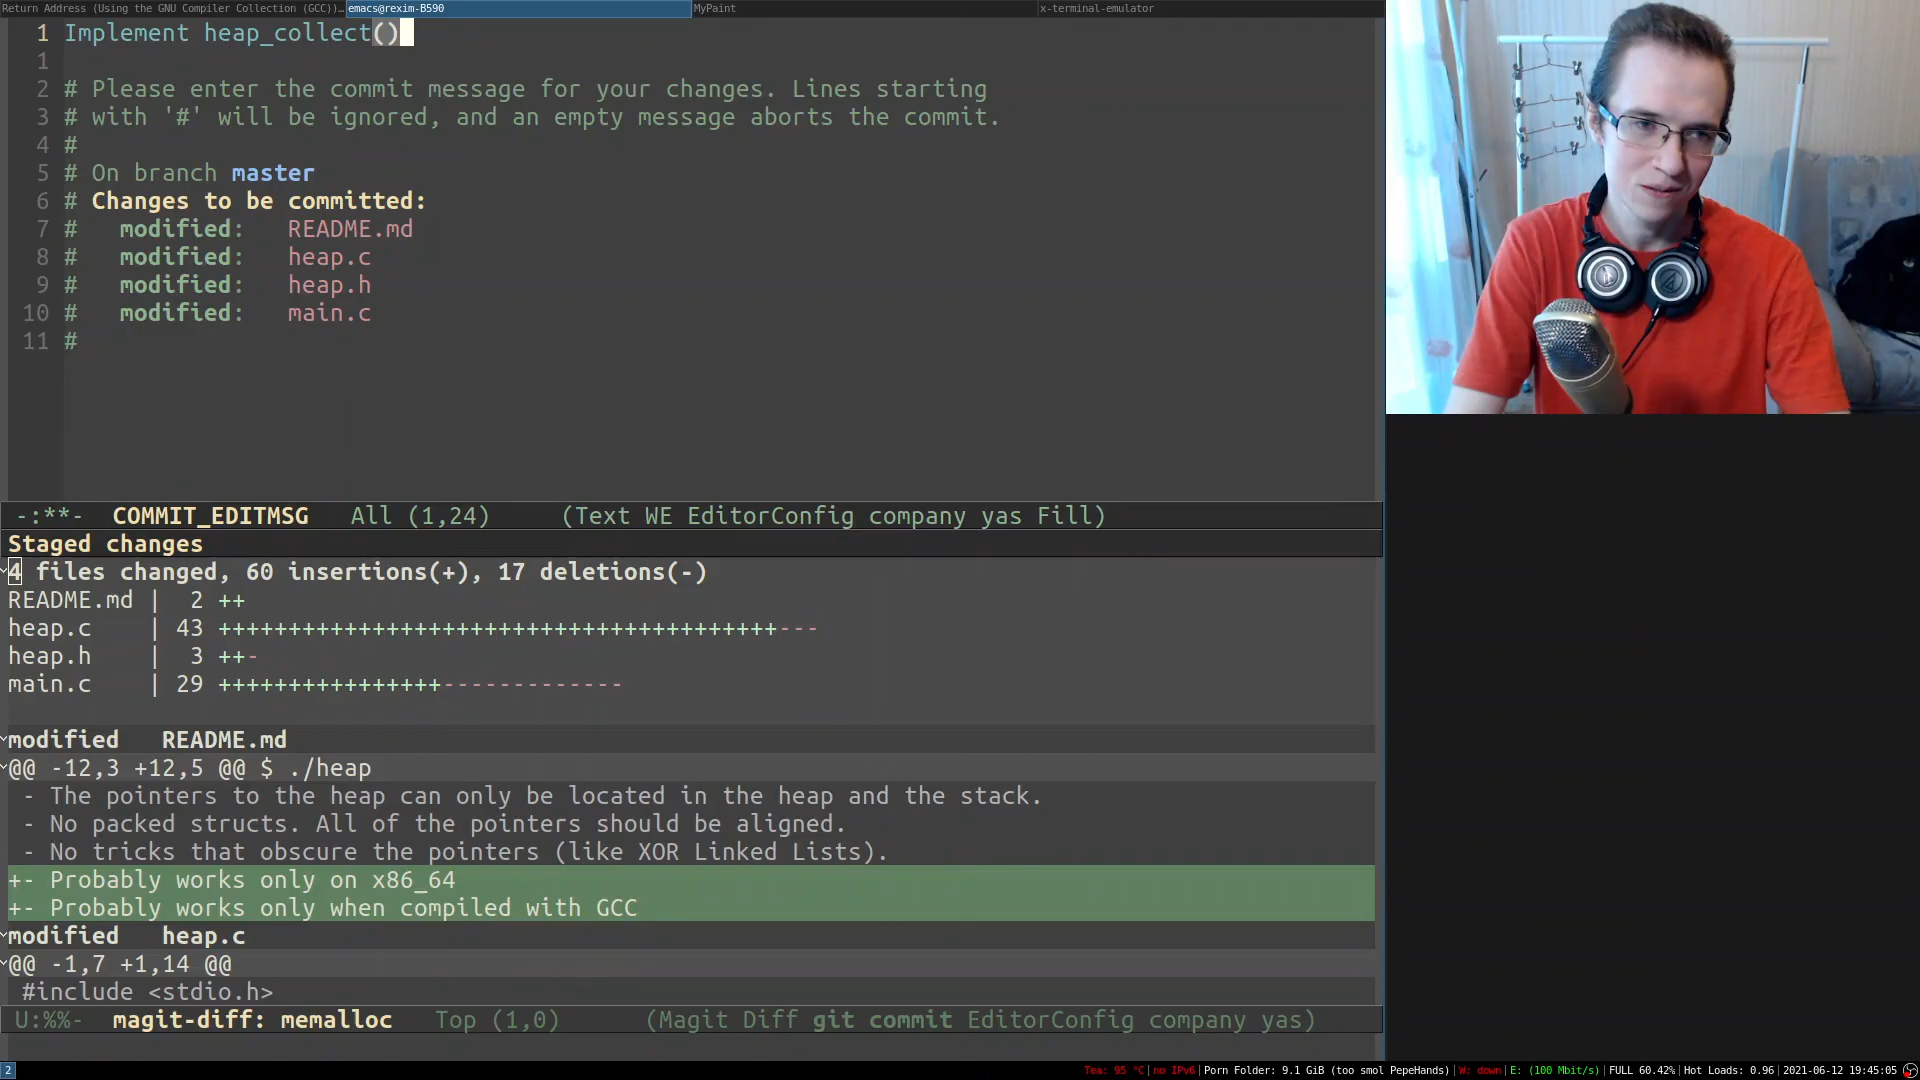 Return Address (Using the GNU Compiler Collection (GCC))...
emacs@rexim-B590
MyPaint
x-terminal-emulator
1 Implement heap_collect()
1
2 # Please enter the commit message for your changes. Lines starting
3 # with '#' will be ignored, and an empty message aborts the commit.
4 #
5 # On branch master
6 # Changes to be committed:
7 #   modified:   README.md
8 #   modified:   heap.c
9 #   modified:   heap.h
10 #   modified:   main.c
11 #
-:**-  COMMIT_EDITMSG   All (1,24)     (Text WE EditorConfig company yas Fill)
Staged changes
4 files changed, 60 insertions(+), 17 deletions(-)
README.md |  2 ++
heap.c    | 43 ++++++++++++++++++++++++++++++++++++++++---
heap.h    |  3 ++-
main.c    | 29 ++++++++++++++++-------------
modified   README.md
@@ -12,3 +12,5 @@ $ ./heap
- The pointers to the heap can only be located in the heap and the stack.
- No packed structs. All of the pointers should be aligned.
- No tricks that obscure the pointers (like XOR Linked Lists).
+- Probably works only on x86_64
+- Probably works only when compiled with GCC
modified   heap.c
@@ -1,7 +1,14 @@
#include <stdio.h>
U:%%-  magit-diff: memalloc   Top (1,0)      (Magit Diff git commit EditorConfig company yas)
2
Tea: 95 °C|no IPv6|Porn Folder: 9.1 GiB (too smol PepeHands)|W: down|E: (100 Mbit/s)|FULL 60.42%|Hot Loads: 0.96|2021-06-12 19:45:05